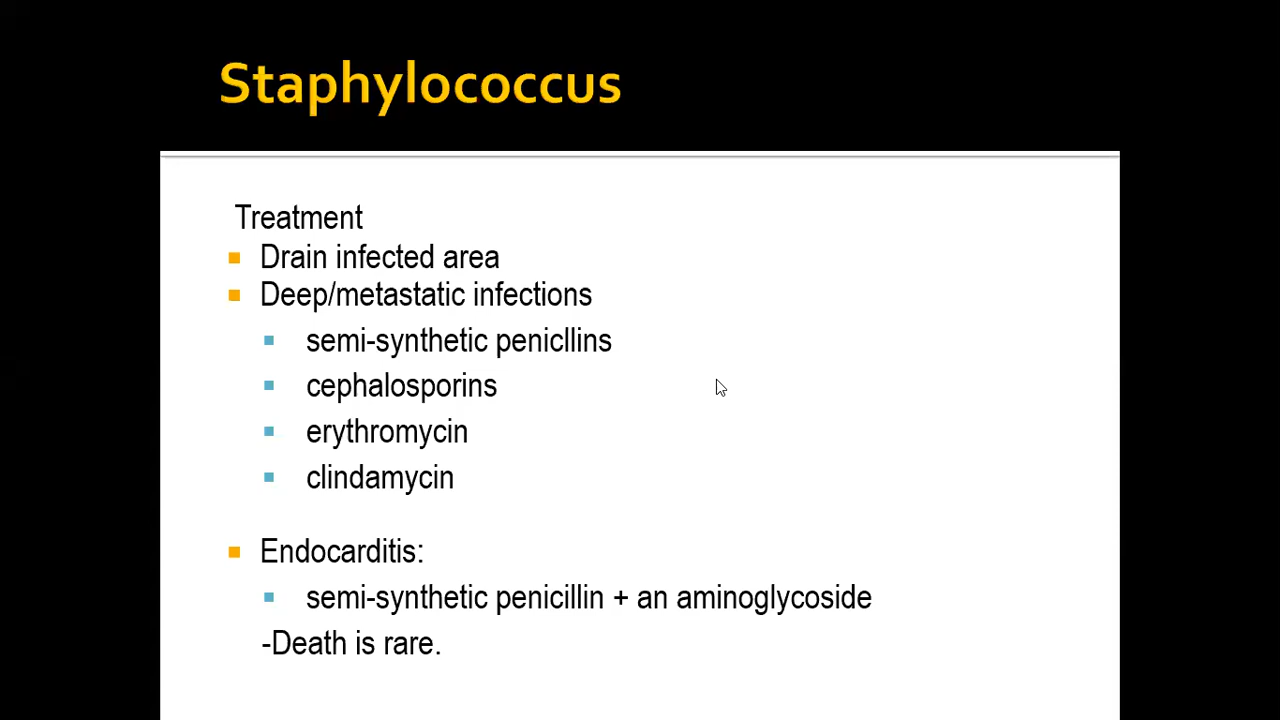 Staphylococcus
Treatment
Drain infected area
Deep/metastatic infections
semi-synthetic penicllins
cephalosporins
erythromycin
clindamycin
Endocarditis:
semi-synthetic penicillin + an aminoglycoside
-Death is rare.